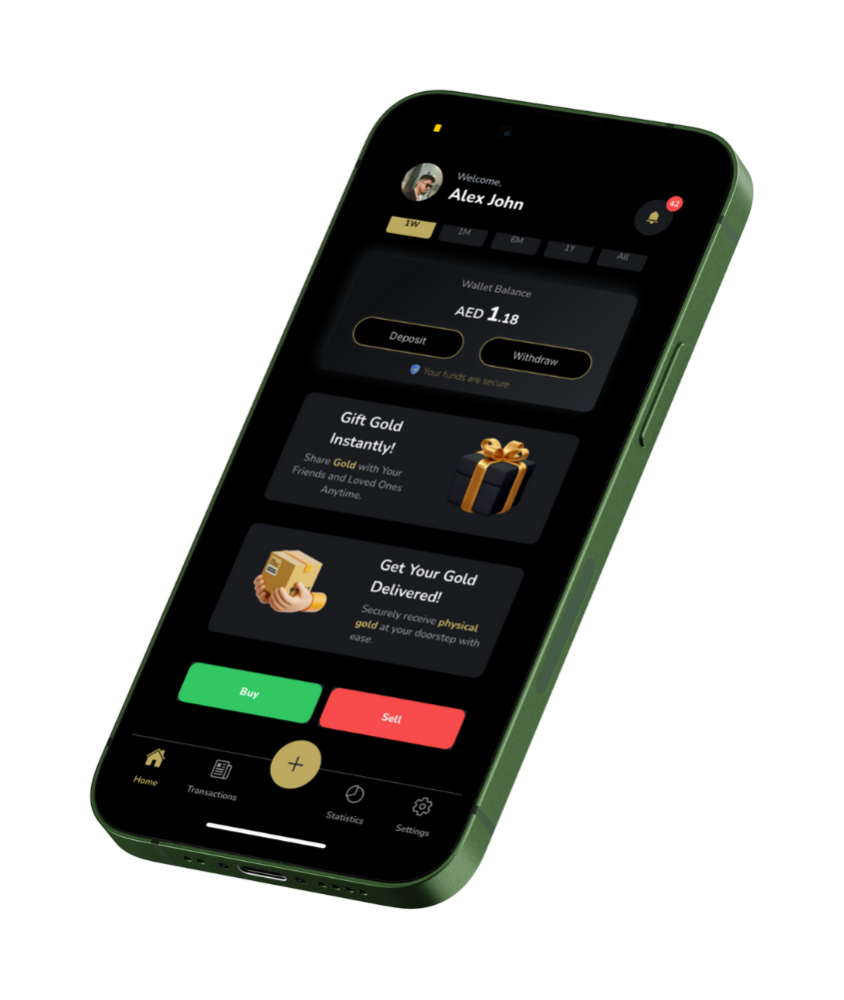 Welcome,
Alex John
42
1W
1M
6M
1Y
All
Wallet Balance
AED 1.18
Deposit
Withdraw
Your funds are secure
Gift Gold
Instantly!
Share Gold with Your
Friends and Loved Ones
Anytime.
Get Your Gold
Delivered!
Securely receive physical
gold at your doorstep with
ease.
Buy
Sell
Home
Transactions
Statistics
Settings